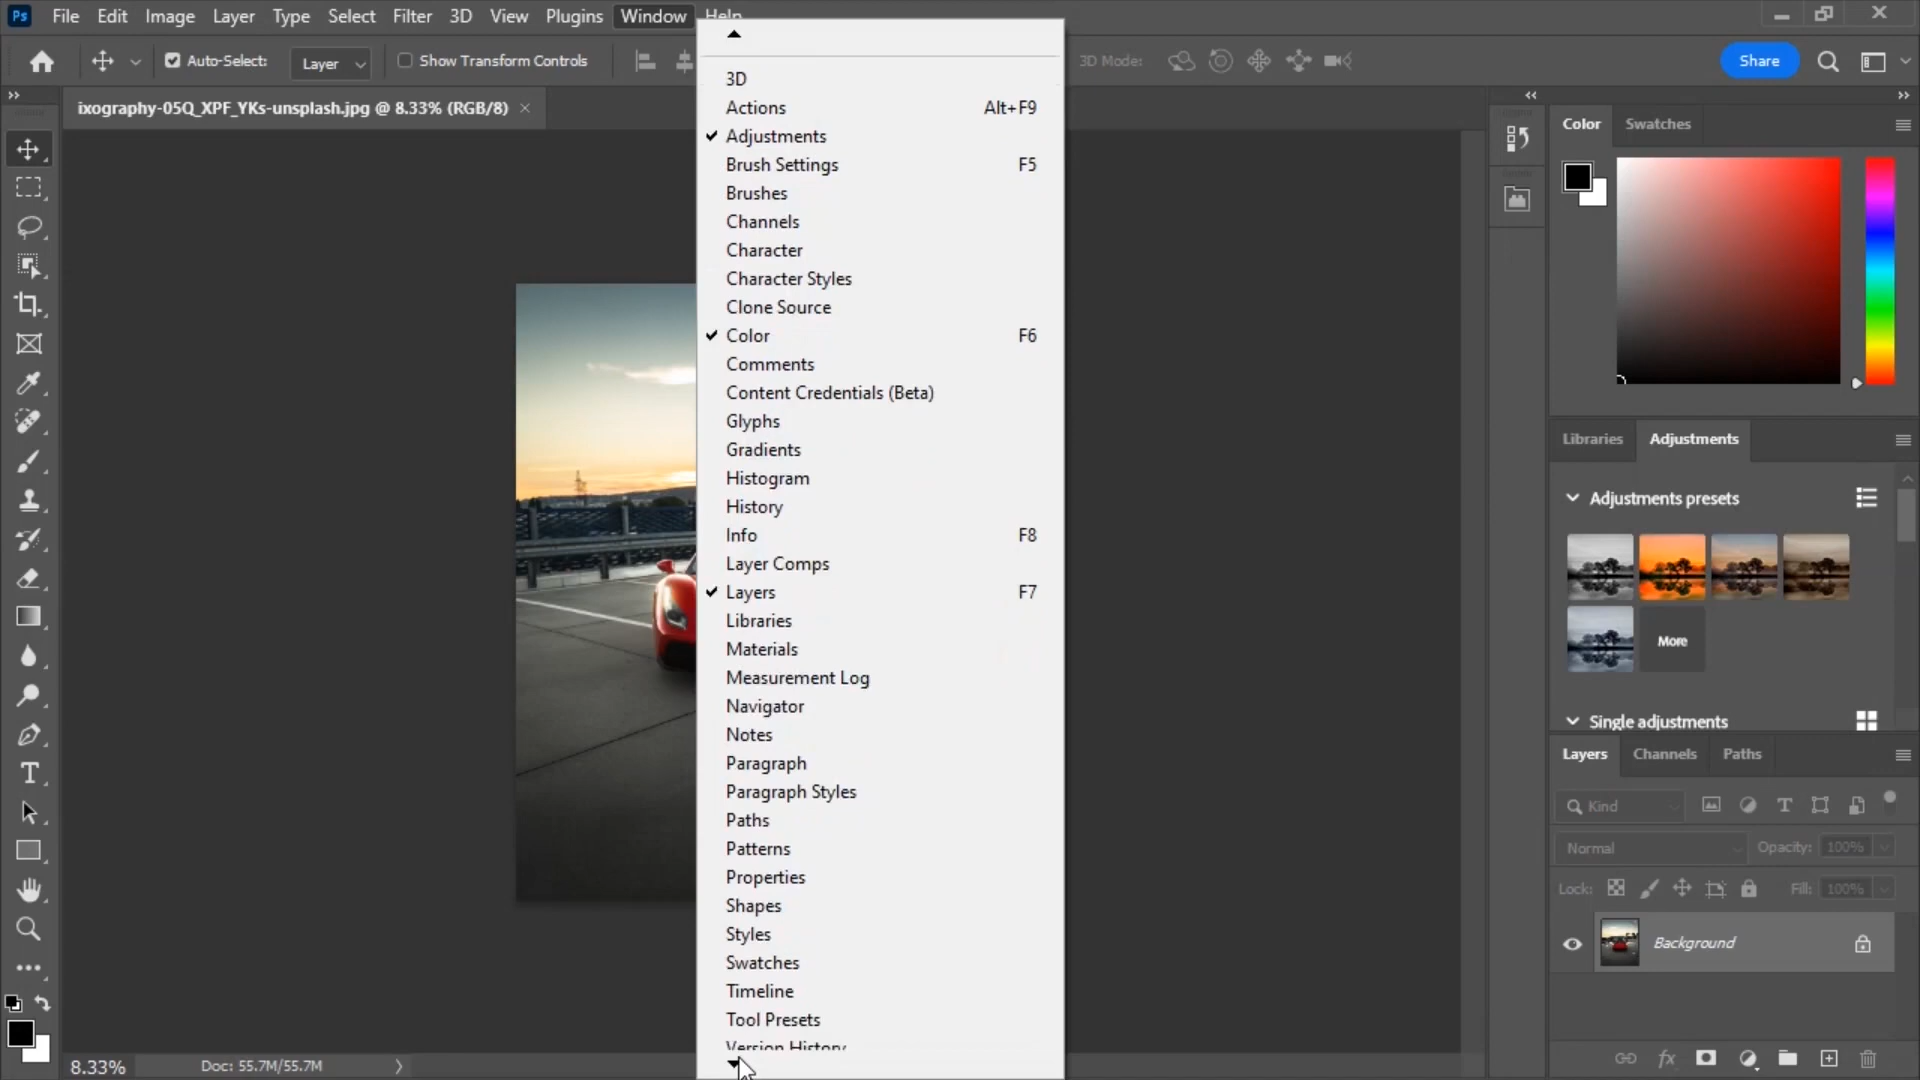 Ps File Edit Image Layer Type Select Filter 3D View Plugins Window Help
Auto-Select: Layer Show Transform Controls 3D Mode: Share
ixography-05Q_XPF_YKs-unsplash.jpg @ 8.33% (RGB/8)
3D
Actions Alt+F9
Adjustments
Brush Settings F5
Brushes
Channels
Character
Character Styles
Clone Source
Color F6
Comments
Content Credentials (Beta)
Glyphs
Gradients
Histogram
History
Info F8
Layer Comps
Layers F7
Libraries
Materials
Measurement Log
Navigator
Notes
Paragraph
Paragraph Styles
Paths
Patterns
Properties
Shapes
Styles
Swatches
Timeline
Tool Presets
Version History
Color Swatches
Libraries Adjustments
Adjustments presets
More
Single adjustments
Layers Channels Paths
Kind
Normal Opacity: 100%
Lock: Fill: 100%
Background
fx
8.33% Doc: 55.7M/55.7M